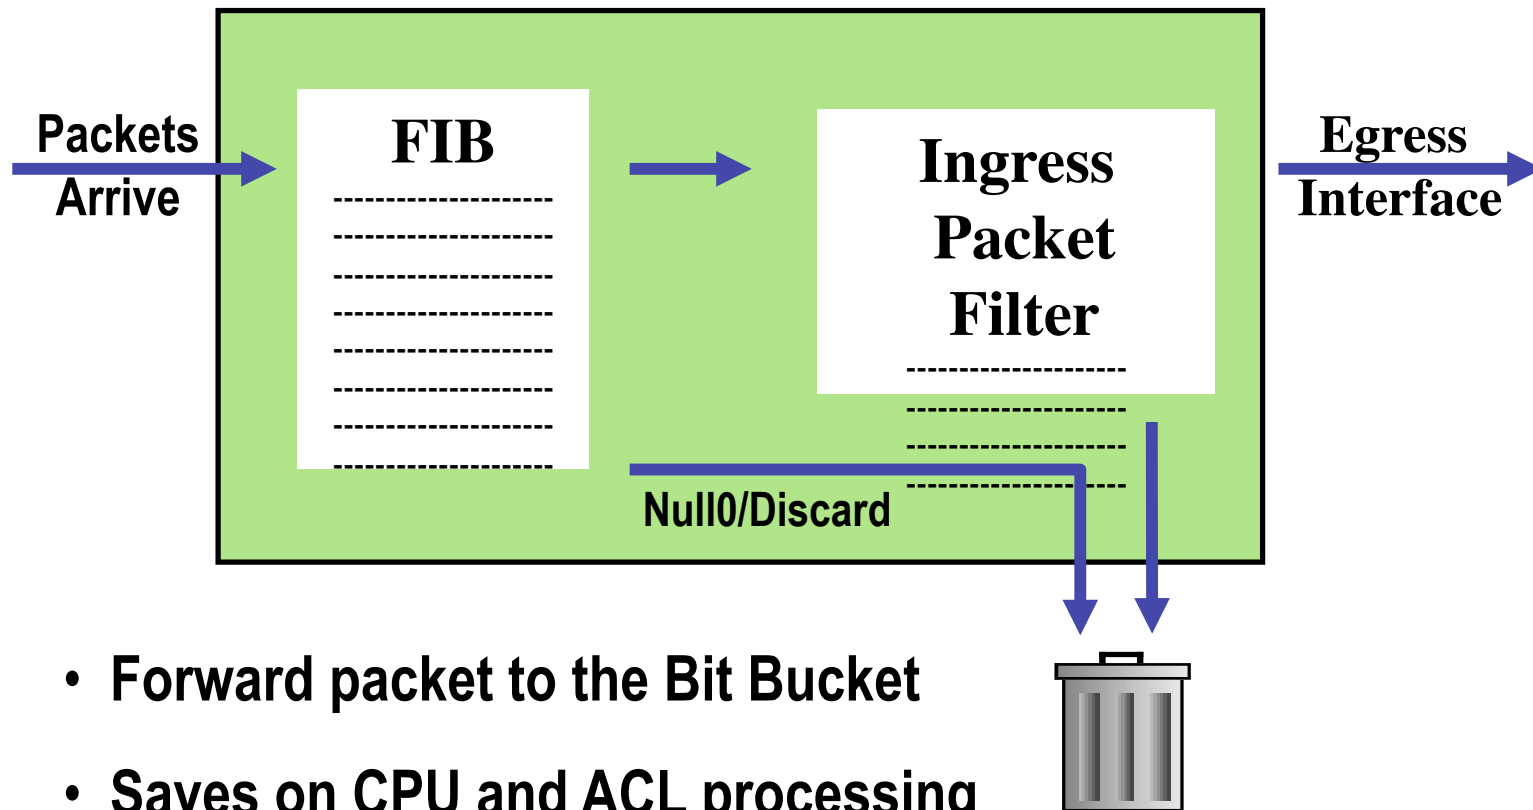 Packets
Arrive
FIB
--------------------
--------------------
--------------------
--------------------
--------------------
--------------------
--------------------
--------------------
Ingress
Packet
Filter
--------------------
--------------------
--------------------
--------------------
Egress
Interface
Null0/Discard
• Forward packet to the Bit Bucket
• Saves on CPU and ACL processing